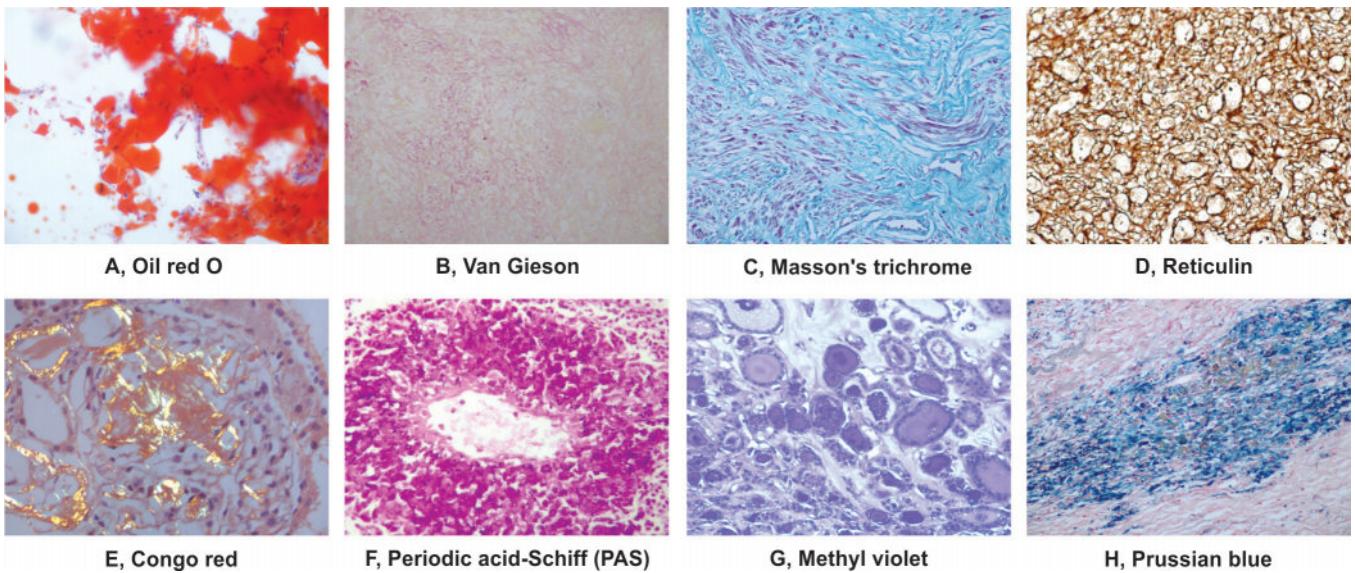 A, Oil red O
B, Van Gieson
C, Masson's trichrome
D, Reticulin
E, Congo red
F, Periodic acid-Schiff (PAS)
G, Methyl violet
H, Prussian blue